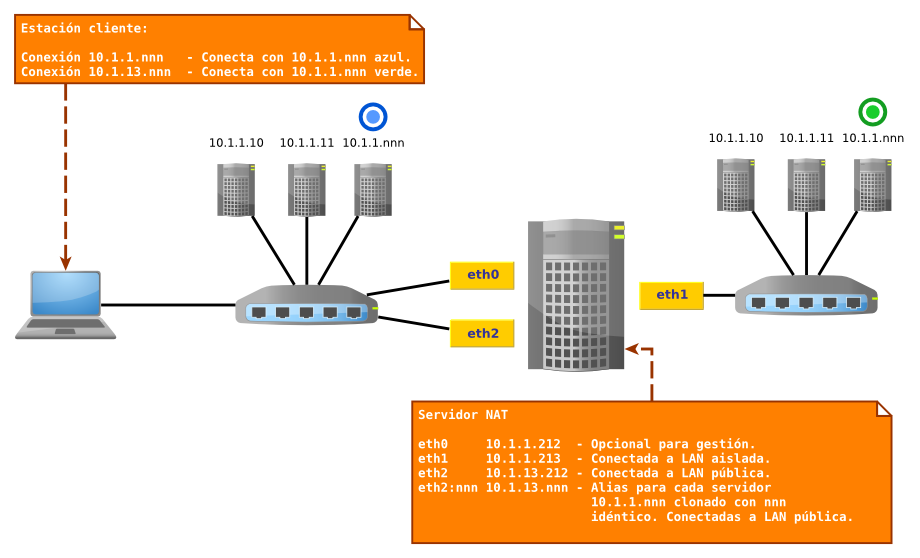 Estación cliente:
Conexión 10.1.1.nnn   - Conecta con 10.1.1.nnn azul.
Conexión 10.1.13.nnn  - Conecta con 10.1.1.nnn verde.
10.1.1.10
10.1.1.11
10.1.1.nnn
10.1.1.10
10.1.1.11
10.1.1.nnn
eth0
eth1
eth2
Servidor NAT
eth0     10.1.1.212  - Opcional para gestión.
eth1     10.1.1.213  - Conectada a LAN aislada.
eth2     10.1.13.212 - Conectada a LAN pública.
eth2:nnn 10.1.13.nnn - Alias para cada servidor
10.1.1.nnn clonado con nnn
idéntico. Conectadas a LAN pública.